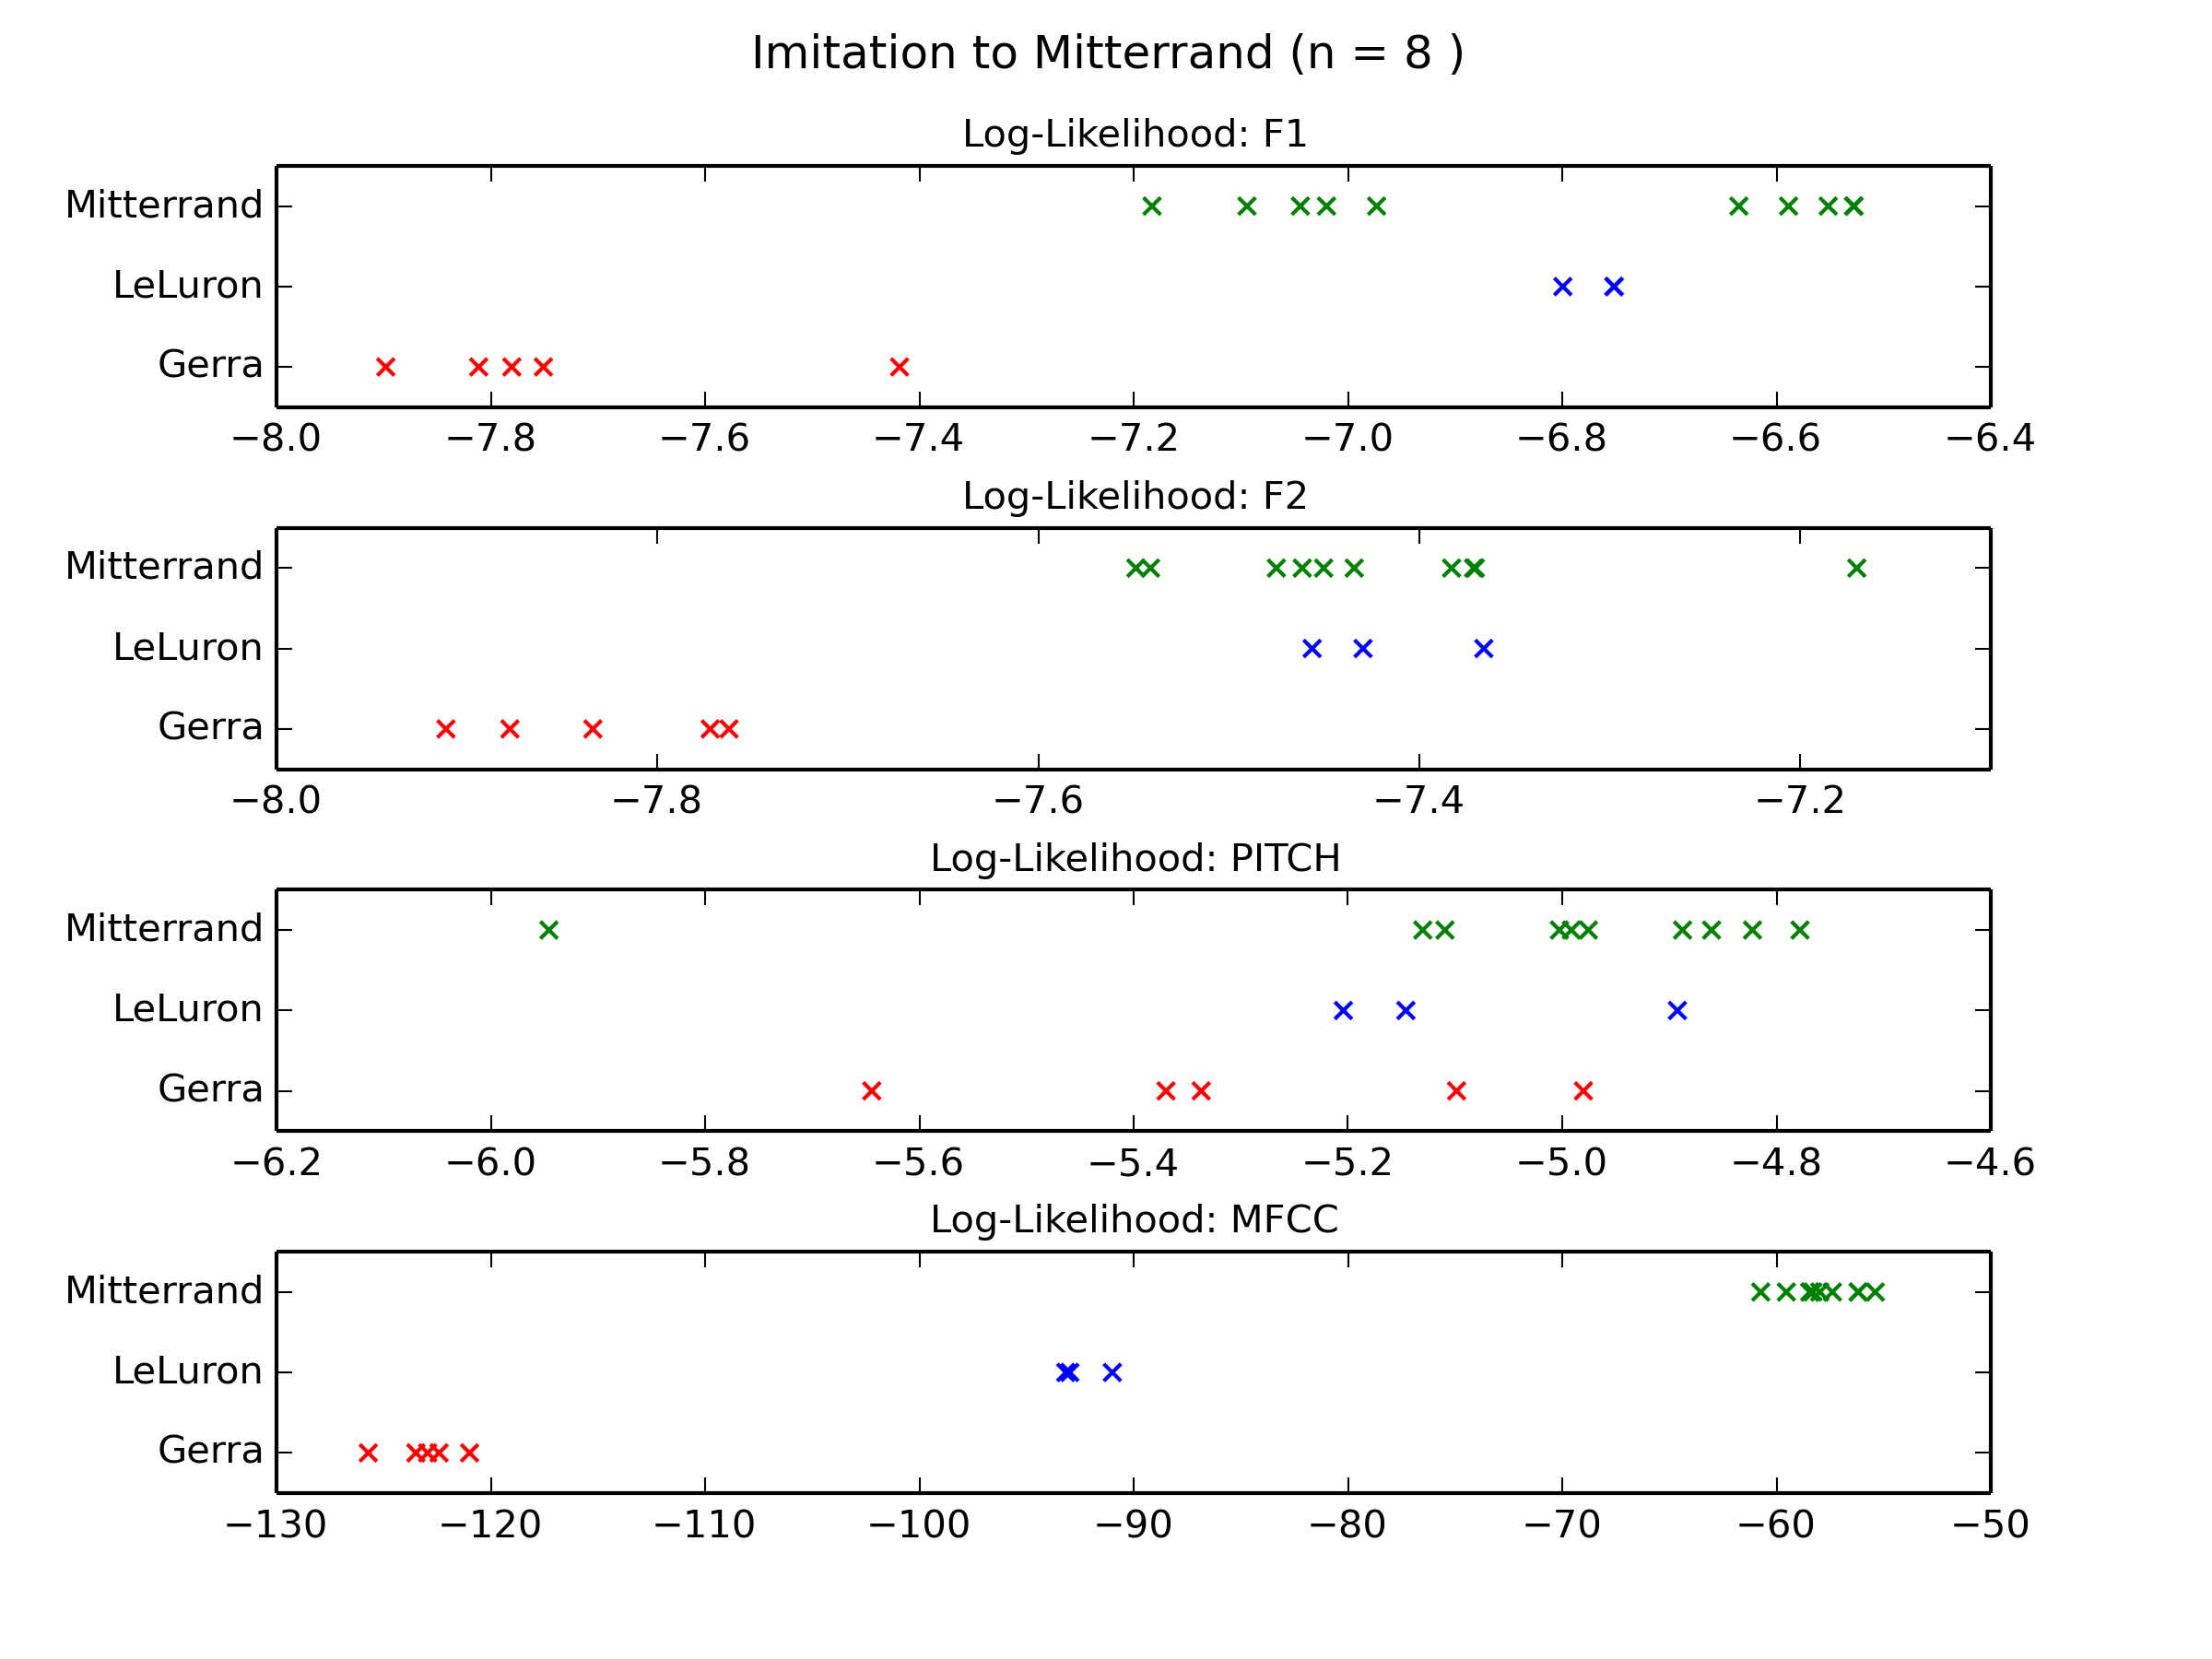 Imitation to Mitterrand (n = 8 )
Log-Likelihood: F1
Mitterrand
LeLuron
Gerra
−8.0 −7.8 −7.6 −7.4 −7.2 −7.0 −6.8 −6.6 −6.4
Log-Likelihood: F2
Mitterrand
LeLuron
Gerra
−8.0 −7.8 −7.6 −7.4 −7.2
Log-Likelihood: PITCH
Mitterrand
LeLuron
Gerra
−6.2 −6.0 −5.8 −5.6 −5.4 −5.2 −5.0 −4.8 −4.6
Log-Likelihood: MFCC
Mitterrand
LeLuron
Gerra
−130 −120 −110 −100 −90 −80 −70 −60 −50